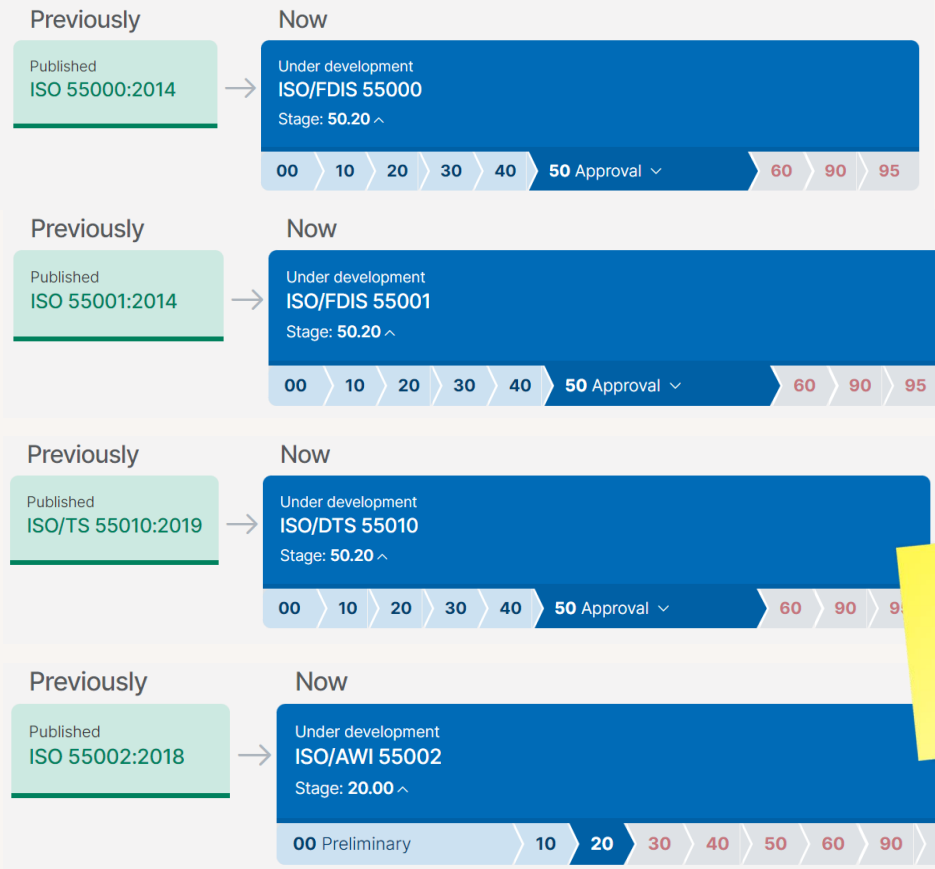 Previously
Now
Published
ISO 55000:2014
Under development
ISO/FDIS 55000
Stage: 50.20
00 10 20 30 40 50 Approval 60 90 95
Previously
Now
Published
ISO 55001:2014
Under development
ISO/FDIS 55001
Stage: 50.20
00 10 20 30 40 50 Approval 60 90 95
Previously
Now
Published
ISO/TS 55010:2019
Under development
ISO/DTS 55010
Stage: 50.20
00 10 20 30 40 50 Approval 60 90
Previously
Now
Published
ISO 55002:2018
Under development
ISO/AWI 55002
Stage: 20.00
00 Preliminary 10 20 30 40 50 60 90